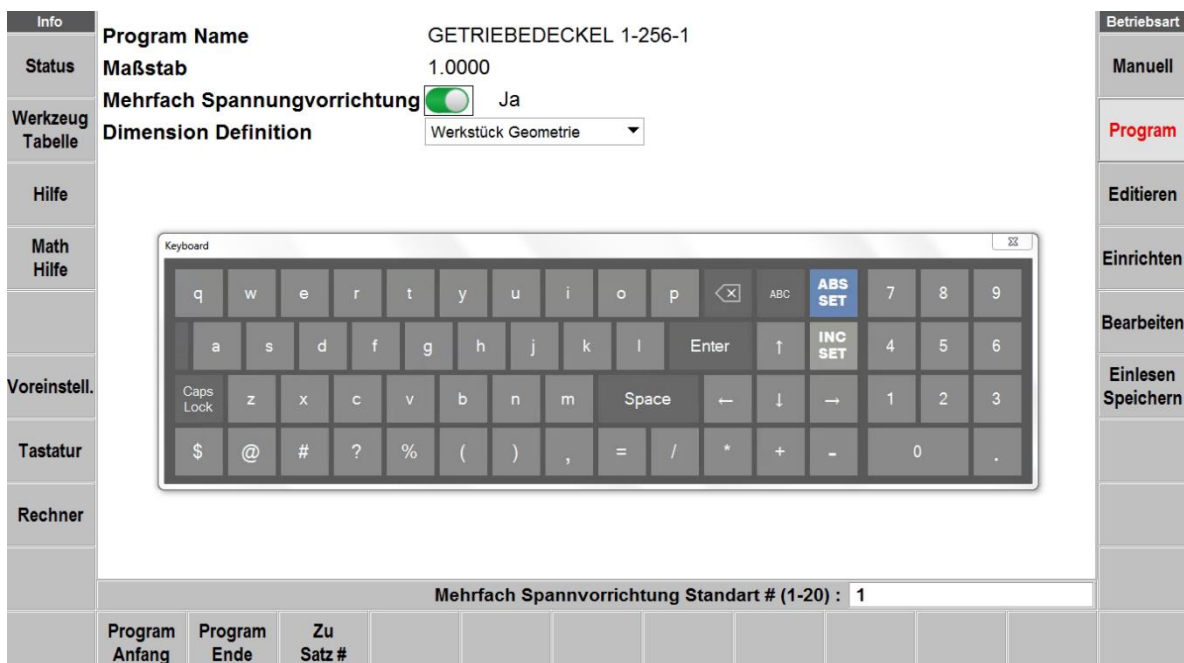 Info
Status
Werkzeug
Tabelle
Hilfe
Math
Hilfe
Voreinstell.
Tastatur
Rechner
Program Name GETRIEBEDECKEL 1-256-1
Maßstab 1.0000
Mehrfach Spannungvorrichtung Ja
Dimension Definition Werkstück Geometrie
Keyboard
q w e r t y u i o p ABC ABS SET 7 8 9
a s d f g h j k l Enter ↑ INC SET 4 5 6
Caps Lock z x c v b n m Space ← ↓ → 1 2 3
$ @ # ? % ( ) , = / * + - 0 .
Mehrfach Spannvorrichtung Standart # (1-20) : 1
Program
Anfang
Program
Ende
Zu
Satz #
Betriebsart
Manuell
Program
Editieren
Einrichten
Bearbeiten
Einlesen
Speichern